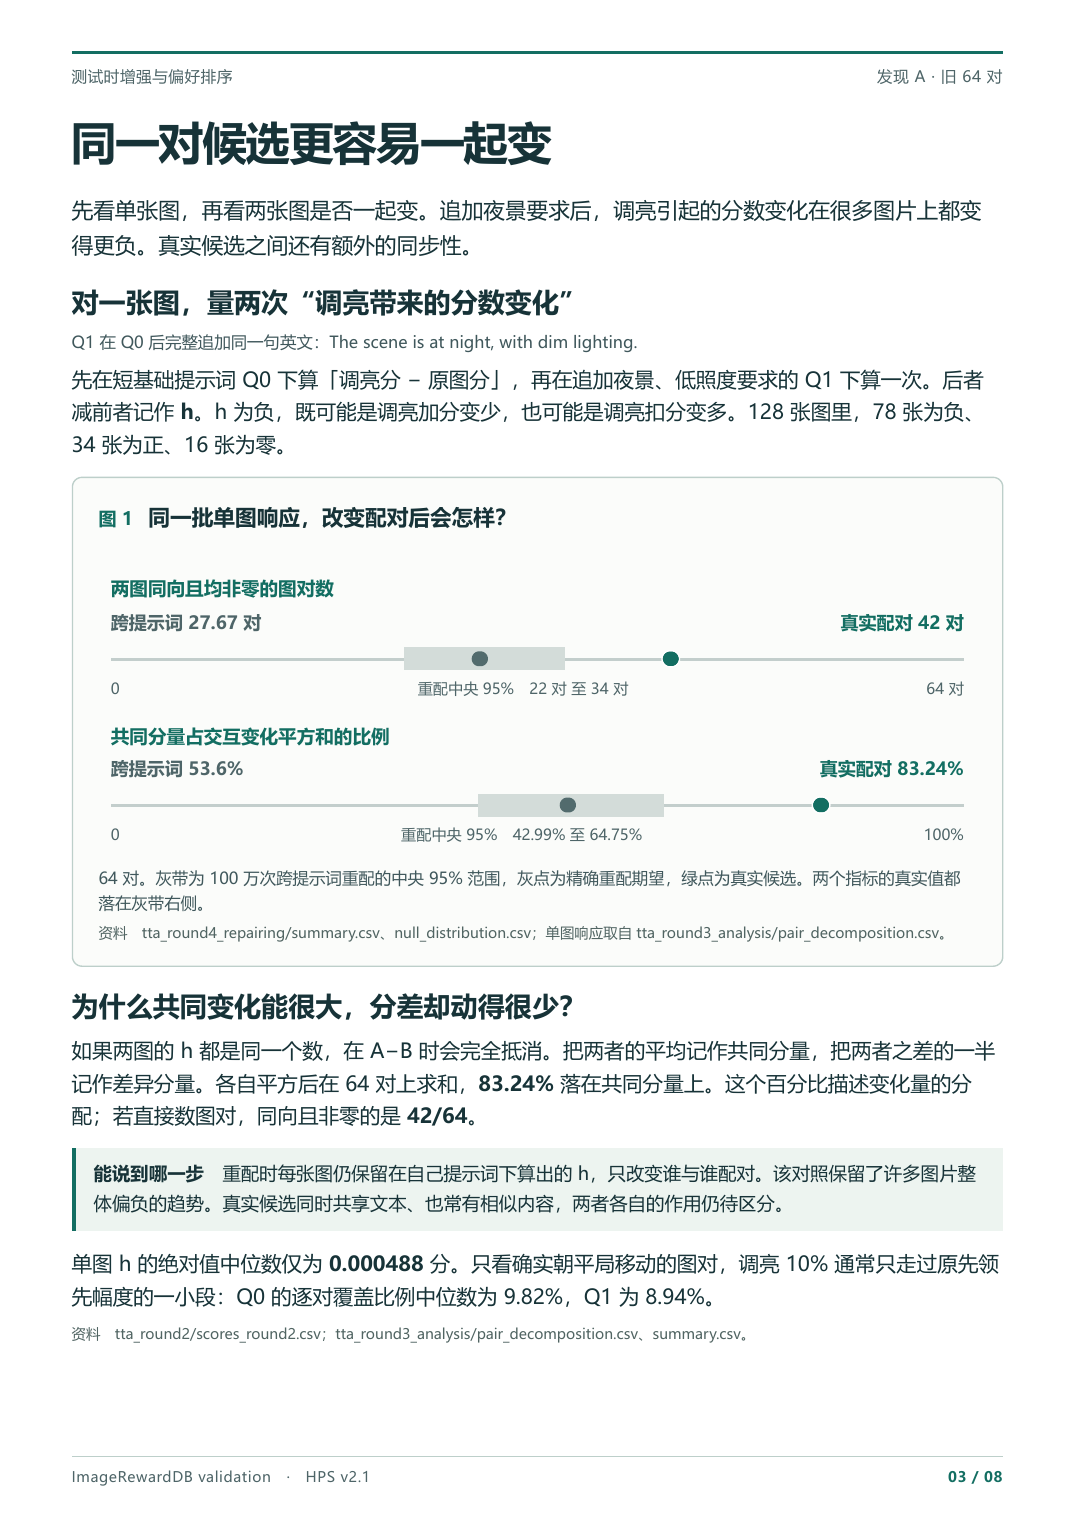 测试时增强与偏好排序
发现 A · 旧 64 对
同一对候选更容易一起变
先看单张图，再看两张图是否一起变。追加夜景要求后，调亮引起的分数变化在很多图片上都变
得更负。真实候选之间还有额外的同步性。
对一张图，量两次“调亮带来的分数变化”
Q1 在 Q0 后完整追加同一句英文：The scene is at night, with dim lighting.
先在短基础提示词 Q0 下算「调亮分 − 原图分」，再在追加夜景、低照度要求的 Q1 下算一次。后者
减前者记作 h。h 为负，既可能是调亮加分变少，也可能是调亮扣分变多。128 张图里，78 张为负、
34 张为正、16 张为零。
图 1 同一批单图响应，改变配对后会怎样？
两图同向且均非零的图对数
跨提示词 27.67 对
真实配对 42 对
0
重配中央 95% 22 对 至 34 对
64 对
共同分量占交互变化平方和的比例
跨提示词 53.6%
真实配对 83.24%
0
重配中央 95% 42.99% 至 64.75%
100%
64 对。灰带为 100 万次跨提示词重配的中央 95% 范围，灰点为精确重配期望，绿点为真实候选。两个指标的真实值都
落在灰带右侧。
资料 tta_round4_repairing/summary.csv、null_distribution.csv；单图响应取自 tta_round3_analysis/pair_decomposition.csv。
为什么共同变化能很大，分差却动得很少？
如果两图的 h 都是同一个数，在 A−B 时会完全抵消。把两者的平均记作共同分量，把两者之差的一半
记作差异分量。各自平方后在 64 对上求和，83.24% 落在共同分量上。这个百分比描述变化量的分
配；若直接数图对，同向且非零的是 42/64。
能说到哪一步 重配时每张图仍保留在自己提示词下算出的 h，只改变谁与谁配对。该对照保留了许多图片整
体偏负的趋势。真实候选同时共享文本、也常有相似内容，两者各自的作用仍待区分。
单图 h 的绝对值中位数仅为 0.000488 分。只看确实朝平局移动的图对，调亮 10% 通常只走过原先领
先幅度的一小段：Q0 的逐对覆盖比例中位数为 9.82%，Q1 为 8.94%。
资料 tta_round2/scores_round2.csv；tta_round3_analysis/pair_decomposition.csv、summary.csv。
ImageRewardDB validation · HPS v2.1
03 / 08